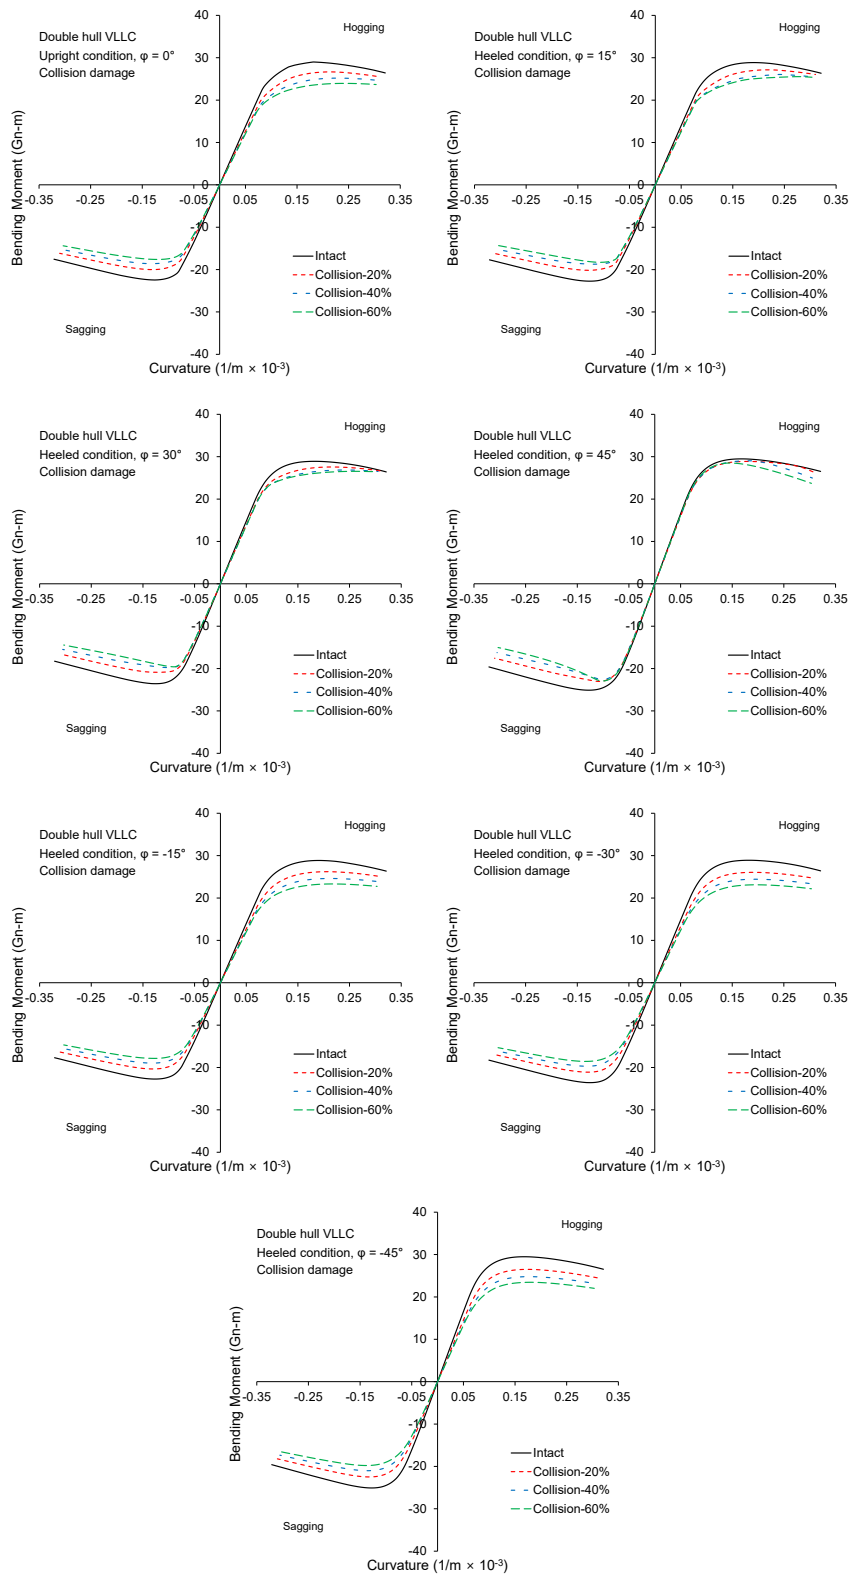 Double hull VLLC
Upright condition, φ = 0°
Collision damage
Hogging
40
30
20
10
0
-10
-20
-30
-40
-0.35
-0.25
-0.15
-0.05
0.05
0.15
0.25
0.35
Bending Moment (Gn-m)
Intact
Collision-20%
Collision-40%
Collision-60%
Sagging
Curvature (1/m × 10⁻³)
Double hull VLLC
Heeled condition, φ = 15°
Collision damage
Hogging
40
30
20
10
0
-10
-20
-30
-40
-0.35
-0.25
-0.15
-0.05
0.05
0.15
0.25
0.35
Bending Moment (Gn-m)
Intact
Collision-20%
Collision-40%
Collision-60%
Sagging
Curvature (1/m × 10⁻³)
Double hull VLLC
Heeled condition, φ = 30°
Collision damage
Hogging
40
30
20
10
0
-10
-20
-30
-40
-0.35
-0.25
-0.15
-0.05
0.05
0.15
0.25
0.35
Bending Moment (Gn-m)
Intact
Collision-20%
Collision-40%
Collision-60%
Sagging
Curvature (1/m × 10⁻³)
Double hull VLLC
Heeled condition, φ = 45°
Collision damage
Hogging
40
30
20
10
0
-10
-20
-30
-40
-0.35
-0.25
-0.15
-0.05
0.05
0.15
0.25
0.35
Bending Moment (Gn-m)
Intact
Collision-20%
Collision-40%
Collision-60%
Sagging
Curvature (1/m × 10⁻³)
Double hull VLLC
Heeled condition, φ = -15°
Collision damage
Hogging
40
30
20
10
0
-10
-20
-30
-40
-0.35
-0.25
-0.15
-0.05
0.05
0.15
0.25
0.35
Bending Moment (Gn-m)
Intact
Collision-20%
Collision-40%
Collision-60%
Sagging
Curvature (1/m × 10⁻³)
Double hull VLLC
Heeled condition, φ = -30°
Collision damage
Hogging
40
30
20
10
0
-10
-20
-30
-40
-0.35
-0.25
-0.15
-0.05
0.05
0.15
0.25
0.35
Bending Moment (Gn-m)
Intact
Collision-20%
Collision-40%
Collision-60%
Sagging
Curvature (1/m × 10⁻³)
Double hull VLLC
Heeled condition, φ = -45°
Collision damage
Hogging
40
30
20
10
0
-10
-20
-30
-40
-0.35
-0.25
-0.15
-0.05
0.05
0.15
0.25
0.35
Bending Moment (Gn-m)
Intact
Collision-20%
Collision-40%
Collision-60%
Sagging
Curvature (1/m × 10⁻³)